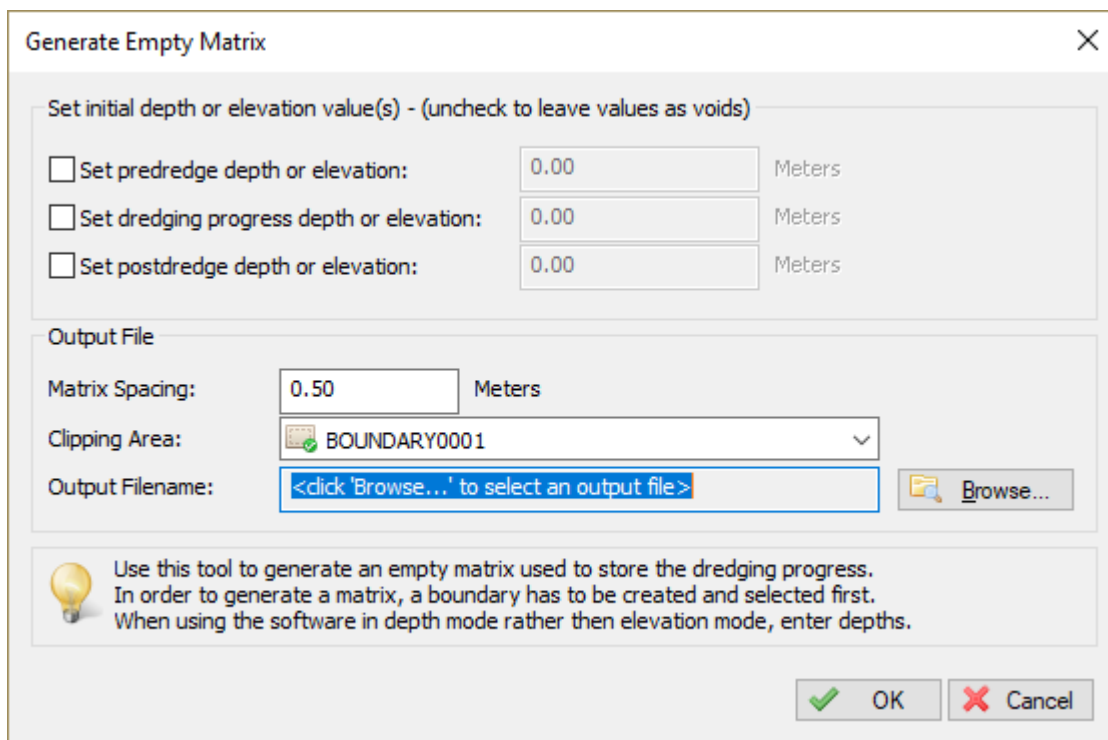 Generate Empty Matrix
Set initial depth or elevation value(s) - (uncheck to leave values as voids)
Set predredge depth or elevation: 0.00 Meters
Set dredging progress depth or elevation: 0.00 Meters
Set postdredge depth or elevation: 0.00 Meters
Output File
Matrix Spacing: 0.50 Meters
Clipping Area: BOUNDARY0001
Output Filename: <click 'Browse...' to select an output file> Browse...
Use this tool to generate an empty matrix used to store the dredging progress.
In order to generate a matrix, a boundary has to be created and selected first.
When using the software in depth mode rather then elevation mode, enter depths.
OK Cancel